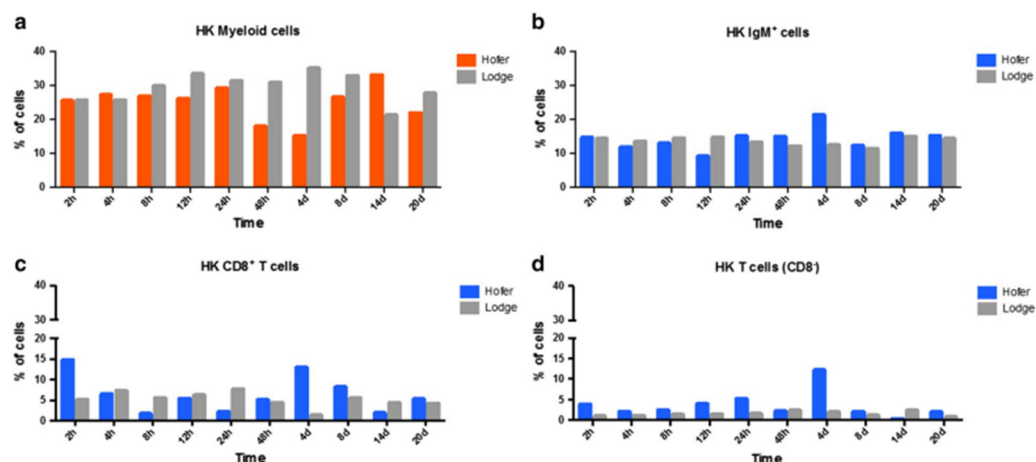 a
HK Myeloid cells
% of cells
40
30
20
10
0
2h 4h 8h 12h 24h 48h 4d 8d 14d 20d
Time
Hofer
Lodge
b
HK IgM⁺ cells
% of cells
40
30
20
10
0
2h 4h 8h 12h 24h 48h 4d 8d 14d 20d
Time
Hofer
Lodge
c
HK CD8⁺ T cells
% of cells
40
30
20
15
10
5
0
2h 4h 8h 12h 24h 48h 4d 8d 14d 20d
Time
Hofer
Lodge
d
HK T cells (CD8⁻)
% of cells
40
30
20
15
10
5
0
2h 4h 8h 12h 24h 48h 4d 8d 14d 20d
Time
Hofer
Lodge